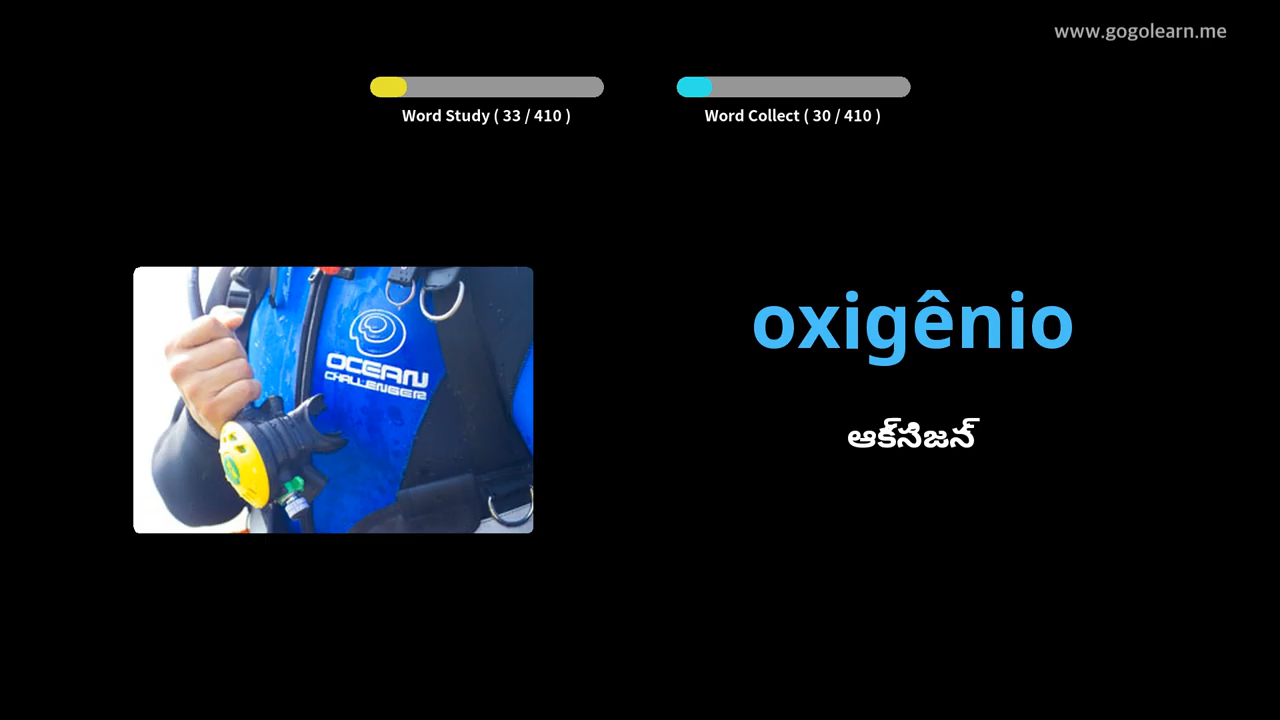 www.gogolearn.me
Word Study ( 33 / 410 )
Word Collect ( 30 / 410 )
OCEAN
CHALLENGER
oxigênio
ఆక్‌సిజన్